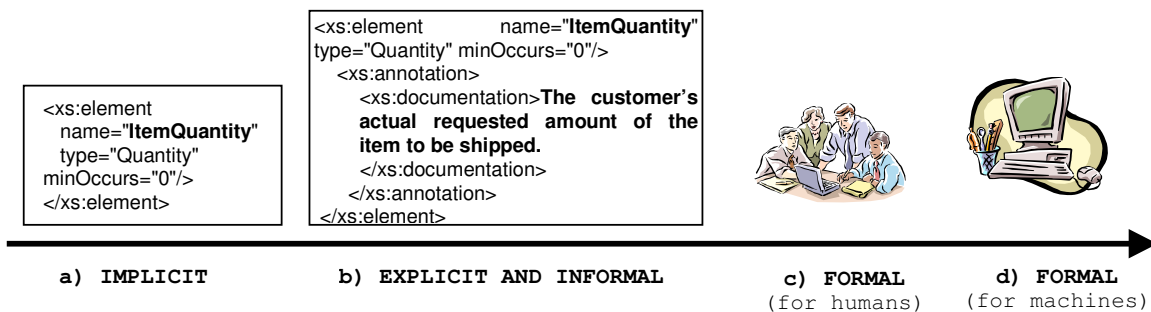 <xs:element
name="ItemQuantity"
type="Quantity"
minOccurs="0"/>
</xs:element>
<xs:element name="ItemQuantity"
type="Quantity" minOccurs="0"/>
<xs:annotation>
<xs:documentation>The customer's
actual requested amount of the
item to be shipped.
</xs:documentation>
</xs:annotation>
</xs:element>
a) IMPLICIT
b) EXPLICIT AND INFORMAL
c) FORMAL
(for humans)
d) FORMAL
(for machines)